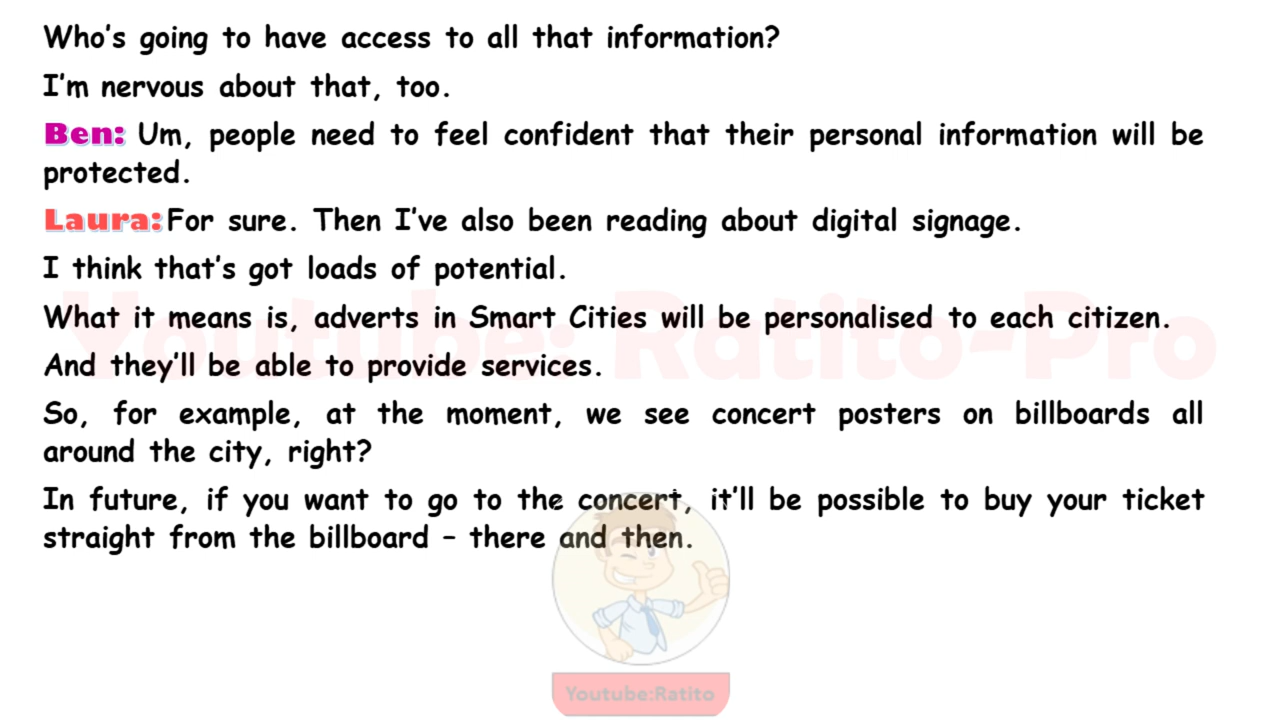 Who's going to have access to all that information?
I'm nervous about that, too.
Ben: Um, people need to feel confident that their personal information will be
protected.
Laura: For sure. Then I've also been reading about digital signage.
I think that's got loads of potential.
What it means is, adverts in Smart Cities will be personalised to each citizen.
Youtube: Ratito-Pro
And they'll be able to provide services.
So, for example, at the moment, we see concert posters on billboards all
around the city, right?
In future, if you want to go to the concert, it'll be possible to buy your ticket
straight from the billboard – there and then.
Youtube:Ratito